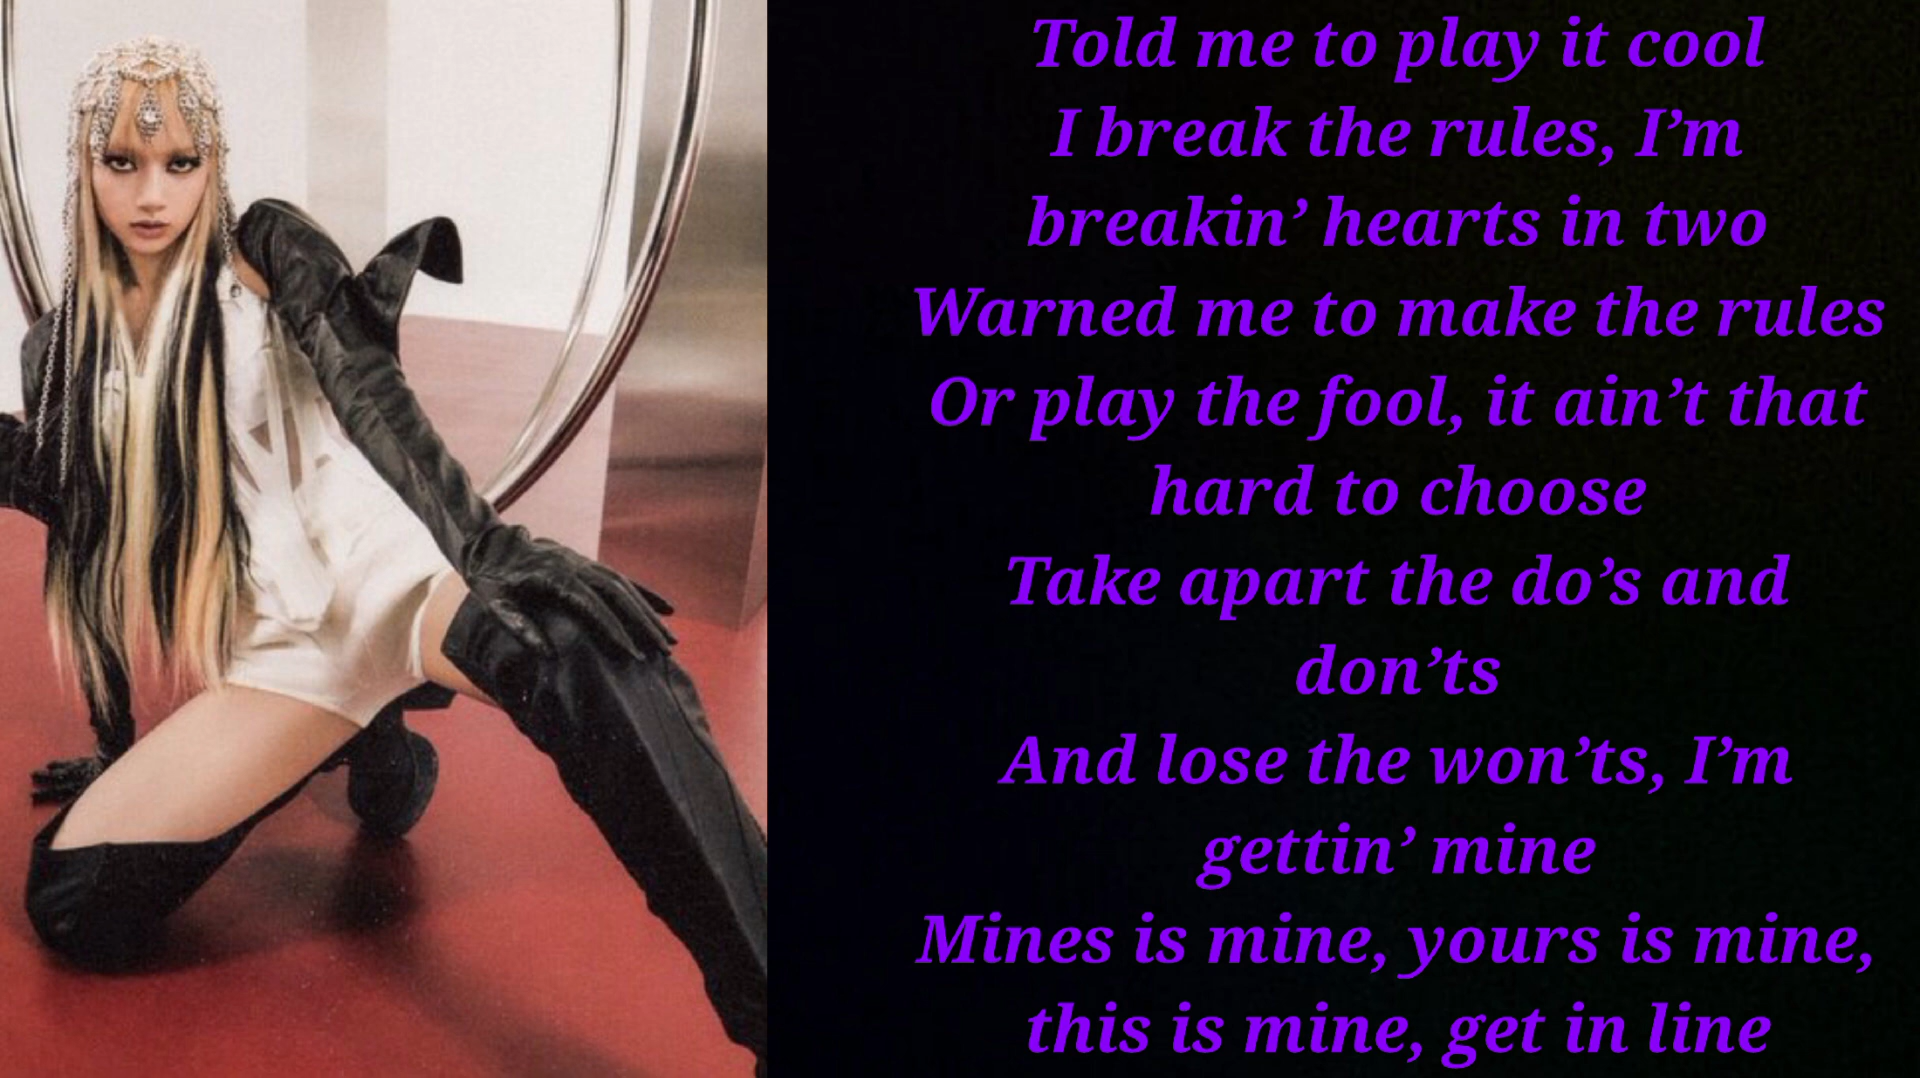 Told me to play it cool
I break the rules, I’m
breakin’ hearts in two
Warned me to make the rules
Or play the fool, it ain’t that
hard to choose
Take apart the do’s and
don’ts
And lose the won’ts, I’m
gettin’ mine
Mines is mine, yours is mine,
this is mine, get in line